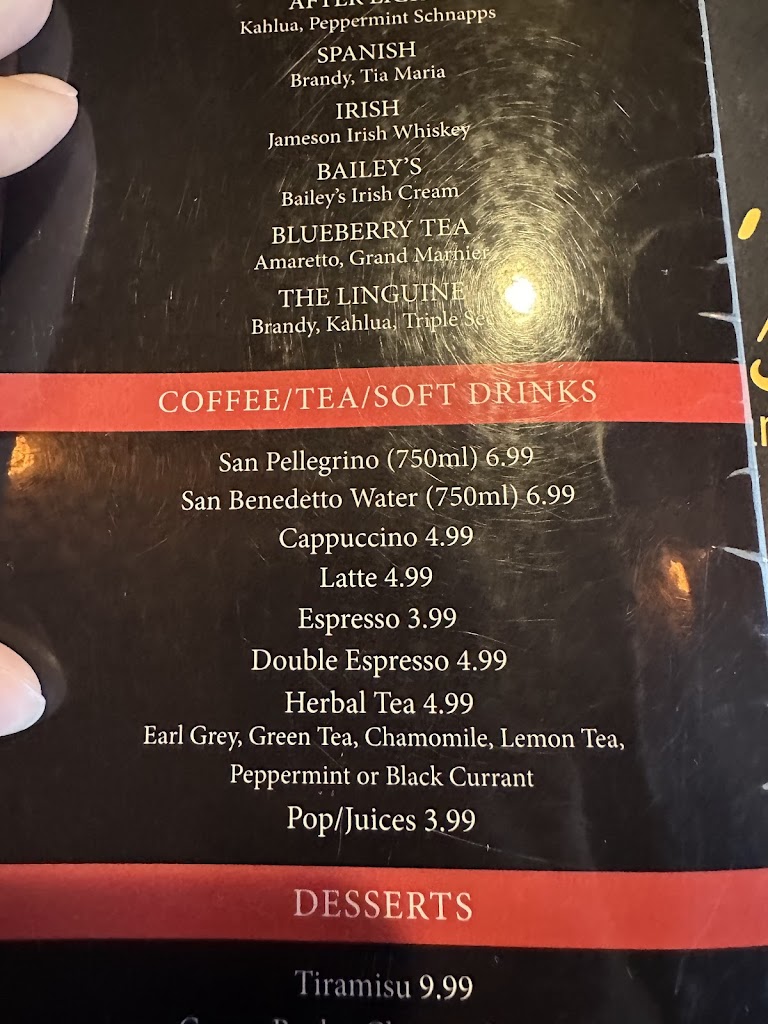 AFTER
Kahlua, Peppermint Schnapps
SPANISH
Brandy, Tia Maria
IRISH
Jameson Irish Whiskey
BAILEY'S
Bailey's Irish Cream
BLUEBERRY TEA
Amaretto, Grand Marnier
THE LINGUINE
Brandy, Kahlua, Triple Sec
COFFEE/TEA/SOFT DRINKS
San Pellegrino (750ml) 6.99
San Benedetto Water (750ml) 6.99
Cappuccino 4.99
Latte 4.99
Espresso 3.99
Double Espresso 4.99
Herbal Tea 4.99
Earl Grey, Green Tea, Chamomile, Lemon Tea,
Peppermint or Black Currant
Pop/Juices 3.99
DESSERTS
Tiramisu 9.99